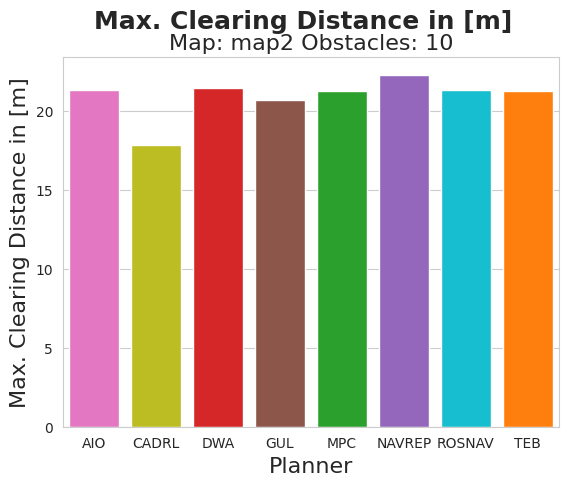 Max. Clearing Distance in [m]
Map: map2 Obstacles: 10
Max. Clearing Distance in [m]
20
15
10
5
0
AIO CADRL DWA GUL MPC NAVREP ROSNAV TEB
Planner